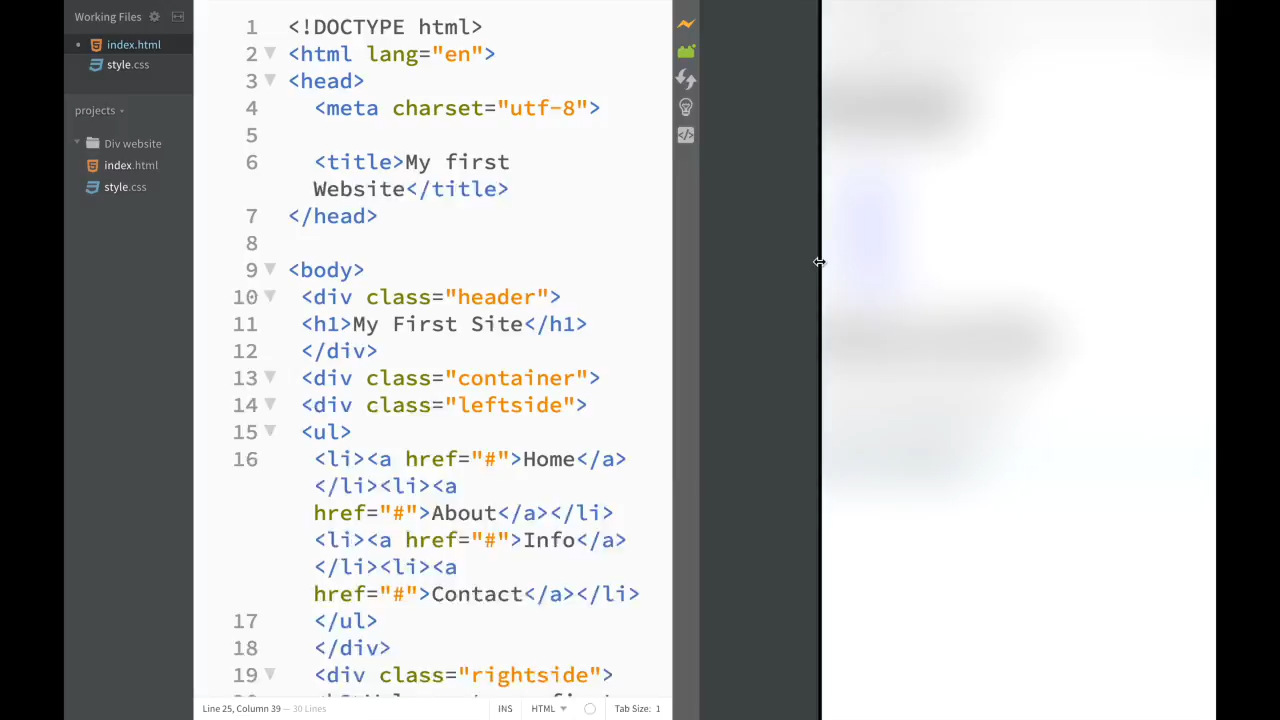 Working Files
index.html
style.css
projects
Div website
index.html
style.css
1 <!DOCTYPE html>
2 <html lang="en">
3 <head>
4 <meta charset="utf-8">
5
6 <title>My first
Website</title>
7 </head>
8
9 <body>
10 <div class="header">
11 <h1>My First Site</h1>
12 </div>
13 <div class="container">
14 <div class="leftside">
15 <ul>
16 <li><a href="#">Home</a>
</li><li><a
href="#">About</a></li>
<li><a href="#">Info</a>
</li><li><a
href="#">Contact</a></li>
17 </ul>
18 </div>
19 <div class="rightside">
Line 25, Column 39 — 30 Lines
INS
HTML
Tab Size: 1